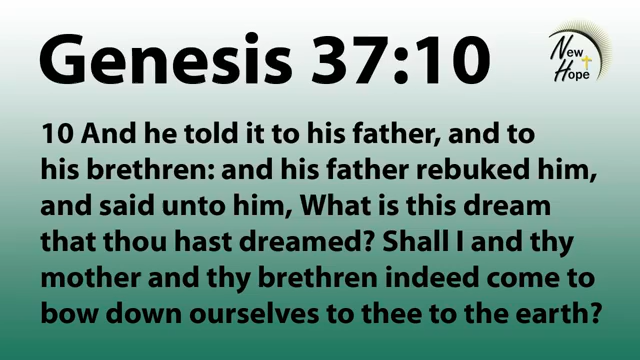 Genesis 37:10
New
Hope
10 And he told it to his father, and to
his brethren: and his father rebuked him,
and said unto him, What is this dream
that thou hast dreamed? Shall I and thy
mother and thy brethren indeed come to
bow down ourselves to thee to the earth?